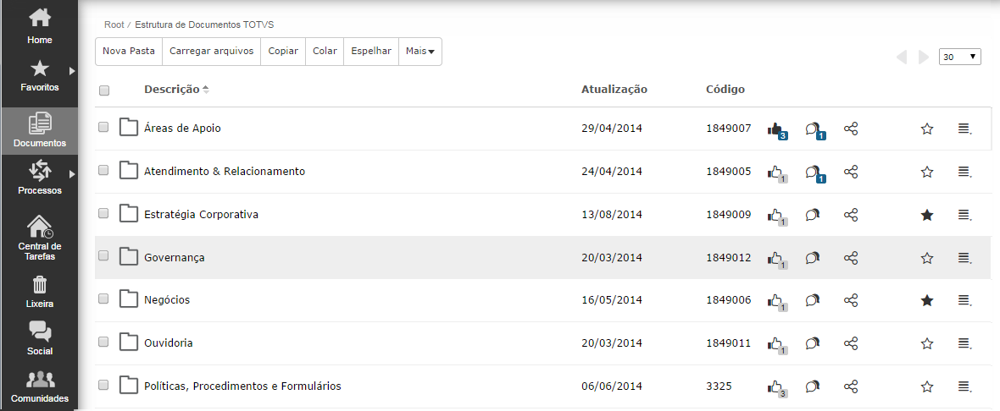 Home
Favoritos
Documentos
Processos
Central de
Tarefas
Lixeira
Social
Comunidades
Root / Estrutura de Documentos TOTVS
Nova Pasta Carregar arquivos Copiar Colar Espelhar Mais
30
Descrição Atualização Código
Áreas de Apoio 29/04/2014 1849007 3 1
Atendimento & Relacionamento 24/04/2014 1849005 1 1
Estratégia Corporativa 13/08/2014 1849009 1
Governança 20/03/2014 1849012 1
Negócios 16/05/2014 1849006 1
Ouvidoria 20/03/2014 1849011 1
Políticas, Procedimentos e Formulários 06/06/2014 3325 3